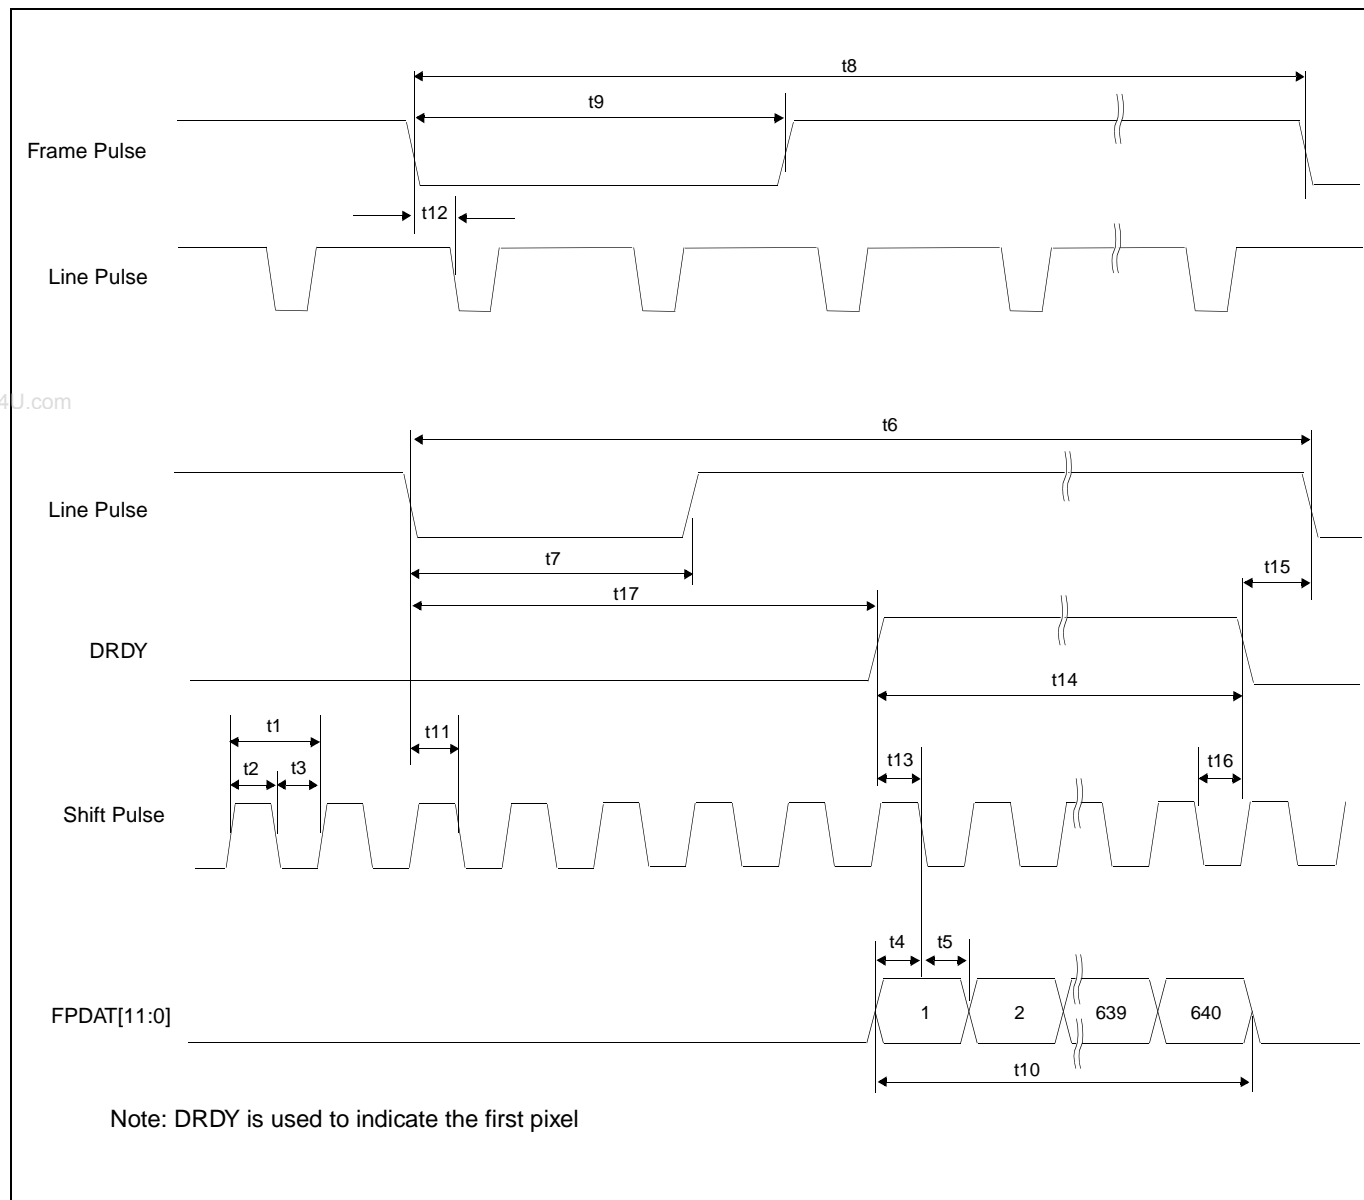 t8
t9
Frame Pulse
t12
Line Pulse
4U.com
t6
Line Pulse
t7
t15
t17
DRDY
t14
t1
t11
t13
t16
t2
t3
Shift Pulse
t4
t5
FPDAT[11:0]
1
2
639
640
t10
Note: DRDY is used to indicate the first pixel